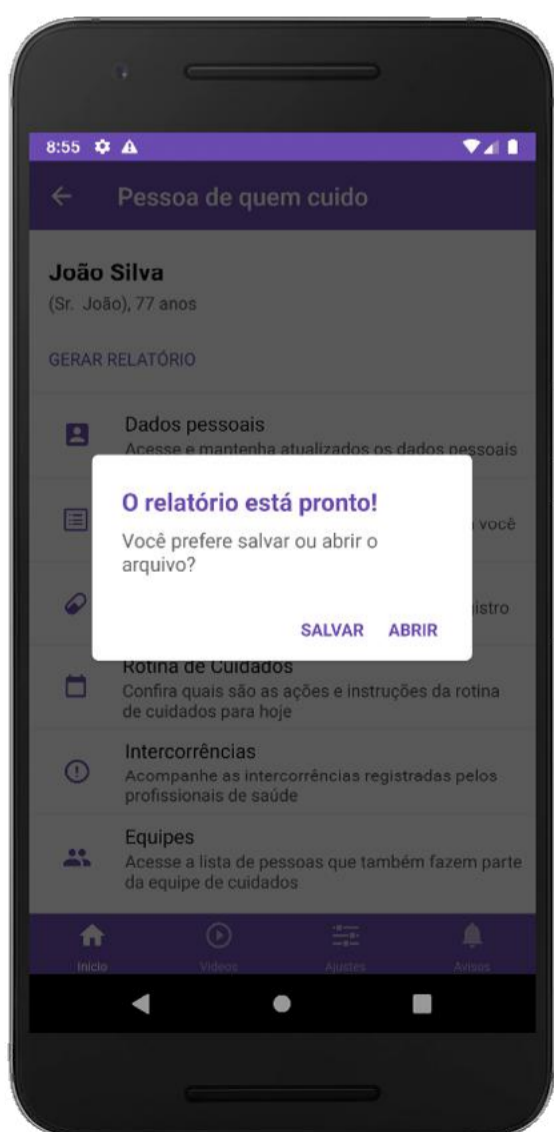 8:55
Pessoa de quem cuido
João Silva
(Sr. João), 77 anos
GERAR RELATÓRIO
Dados pessoais
Acesse e mantenha atualizados os dados pessoais
O relatório está pronto!
Você prefere salvar ou abrir o
arquivo?
você
istro
SALVAR ABRIR
Rotina de Cuidados
Confira quais são as ações e instruções da rotina
de cuidados para hoje
Intercorrências
Acompanhe as intercorrências registradas pelos
profissionais de saúde
Equipes
Acesse a lista de pessoas que também fazem parte
da equipe de cuidados
Início Vídeos Ajustes Avisos